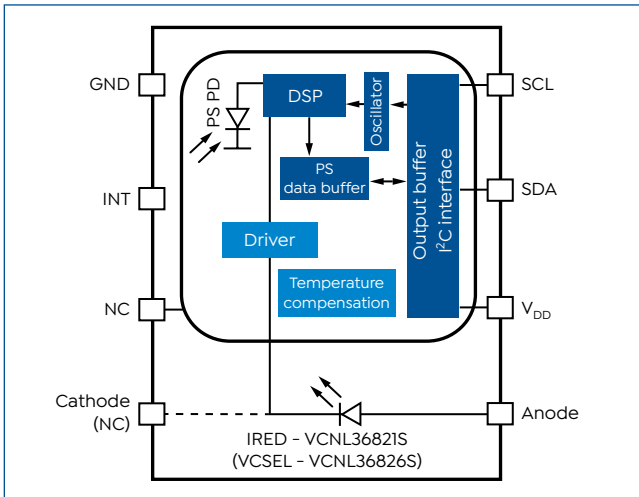 GND
SCL
PS PD
DSP
Oscillator
PS
data buffer
Output buffer
I²C interface
INT
SDA
Driver
Temperature
compensation
NC
V_DD
Cathode
(NC)
Anode
IRED - VCNL36821S
(VCSEL - VCNL36826S)